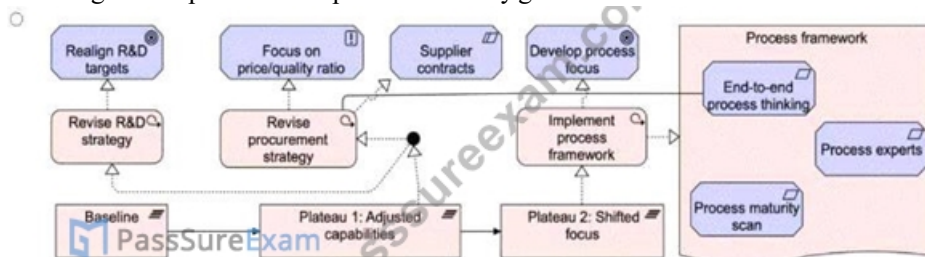 Realign R&D
targets
Focus on
price/quality ratio
Supplier
contracts
Develop process
focus
Process framework
End-to-end
process thinking
Revise R&D
strategy
Revise
procurement
strategy
Implement
process
framework
Process experts
Process maturity
scan
Baseline
Plateau 1: Adjusted
capabilities
Plateau 2: Shifted
focus
PassSureExam